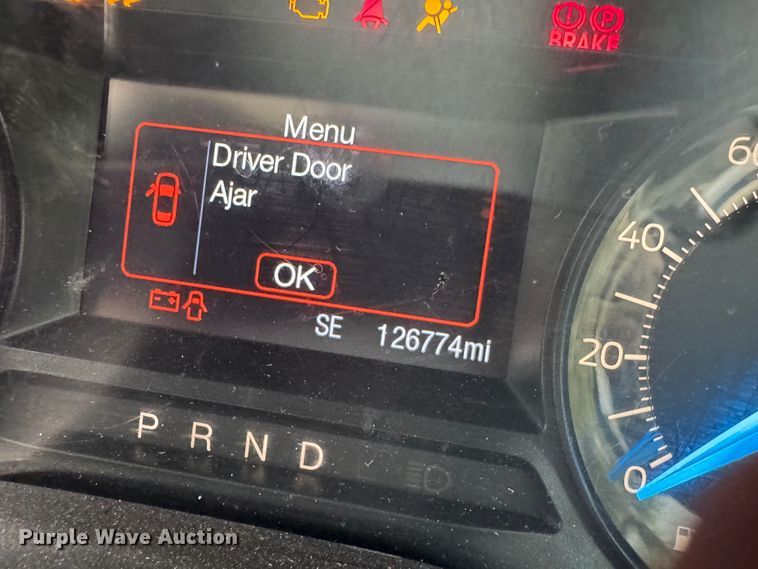 BRAKE
Menu
Driver Door
Ajar
OK
SE 126774mi
P R N D
60
40
20
0
Purple Wave Auction